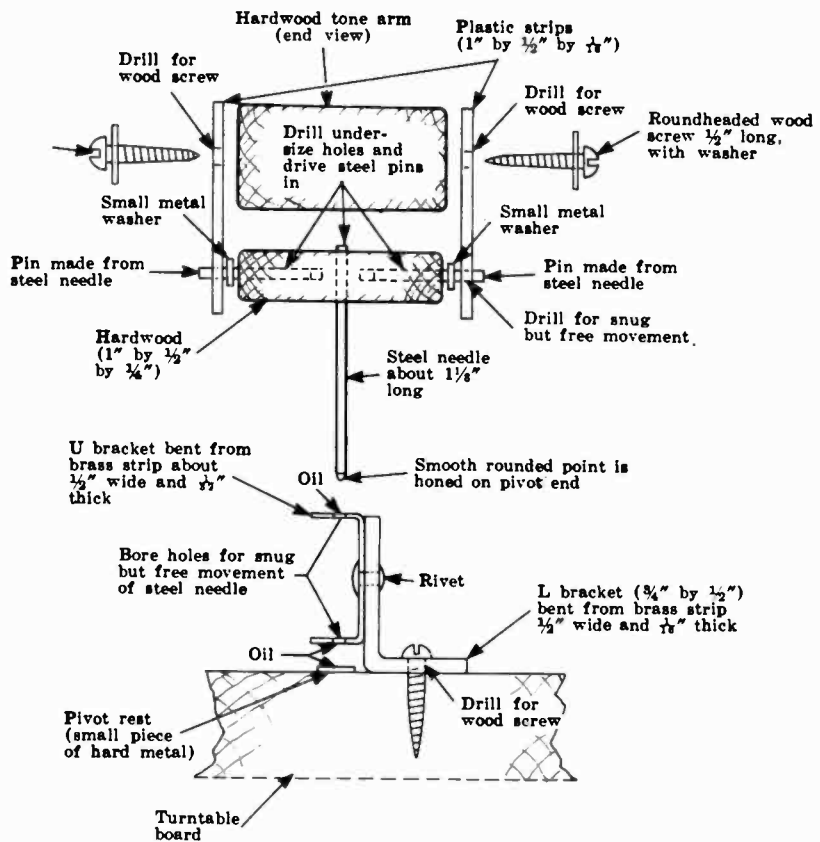 Hardwood tone arm
(end view)
Plastic strips
(1″ by ½″ by 1/16″)
Drill for
wood screw
Drill for
wood screw
Roundheaded wood
screw ½″ long,
with washer
Drill under-
size holes and
drive steel pins
in
Small metal
washer
Small metal
washer
Pin made from
steel needle
Pin made from
steel needle
Drill for snug
but free movement
Hardwood
(1″ by ½″
by ¼″)
Steel needle
about 1⅛″
long
U bracket bent from
brass strip about
½″ wide and 1/32″
thick
Oil
Smooth rounded point is
honed on pivot end
Bore holes for snug
but free movement
of steel needle
Rivet
L bracket (¾″ by ½″)
bent from brass strip
½″ wide and 1/16″ thick
Oil
Drill for
wood screw
Pivot rest
(small piece
of hard metal)
Turntable
board